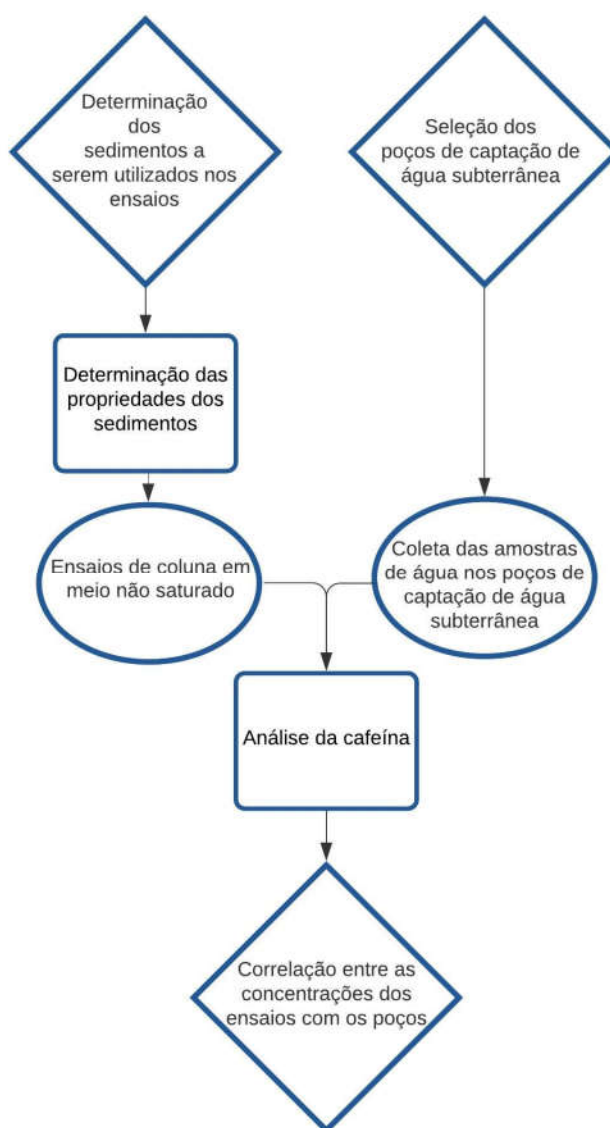 Determinação
dos
sedimentos a
serem utilizados nos
ensaios
Seleção dos
poços de captação de
água subterrânea
Determinação das
propriedades dos
sedimentos
Ensaios de coluna em
meio não saturado
Coleta das amostras
de água nos poços de
captação de água
subterrânea
Análise da cafeína
Correlação entre as
concentrações dos
ensaios com os poços